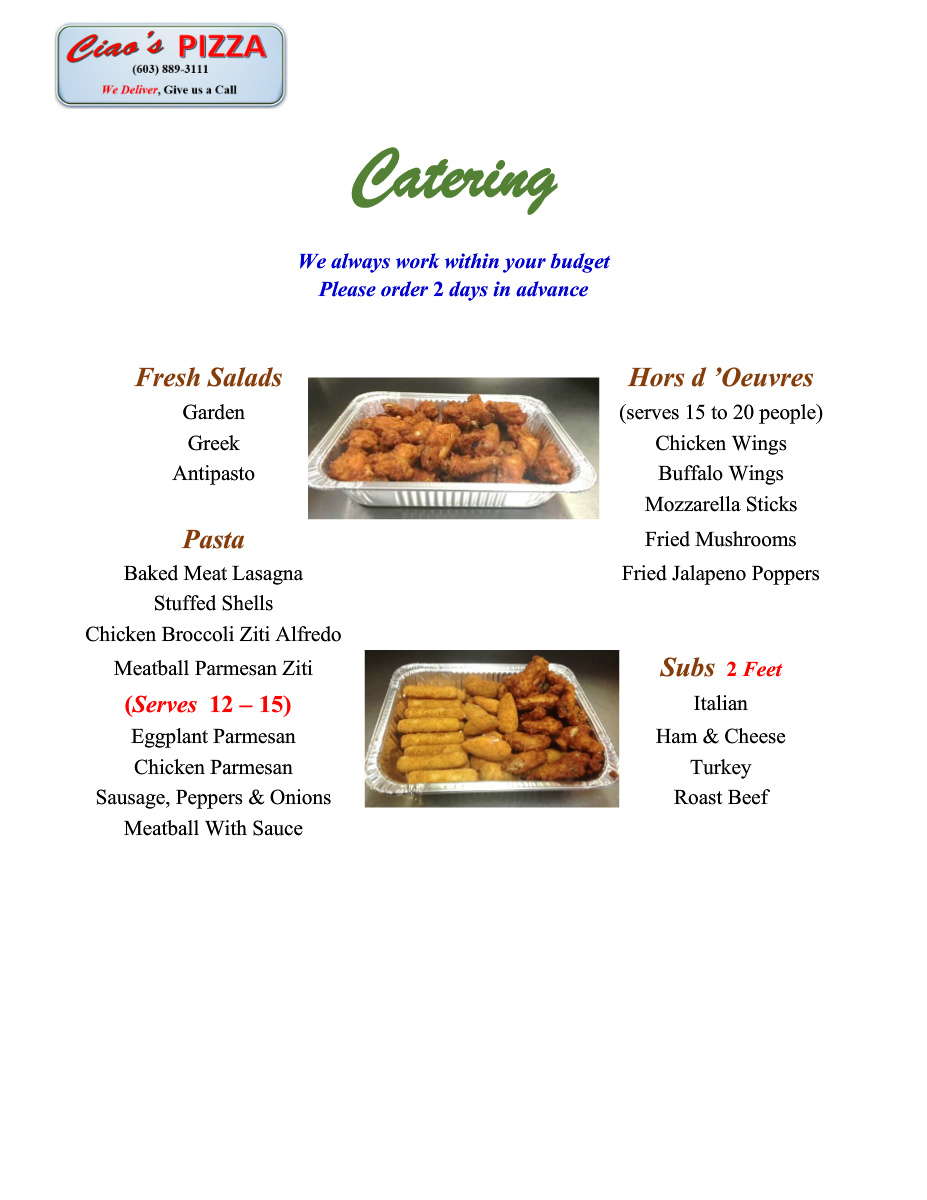 Ciao's PIZZA
(603) 889-3111
We Deliver, Give us a Call
Catering
We always work within your budget
Please order 2 days in advance
Fresh Salads
Garden
Greek
Antipasto
Pasta
Baked Meat Lasagna
Stuffed Shells
Chicken Broccoli Ziti Alfredo
Meatball Parmesan Ziti
(Serves 12 – 15)
Eggplant Parmesan
Chicken Parmesan
Sausage, Peppers & Onions
Meatball With Sauce
Hors d ’Oeuvres
(serves 15 to 20 people)
Chicken Wings
Buffalo Wings
Mozzarella Sticks
Fried Mushrooms
Fried Jalapeno Poppers
Subs 2 Feet
Italian
Ham & Cheese
Turkey
Roast Beef